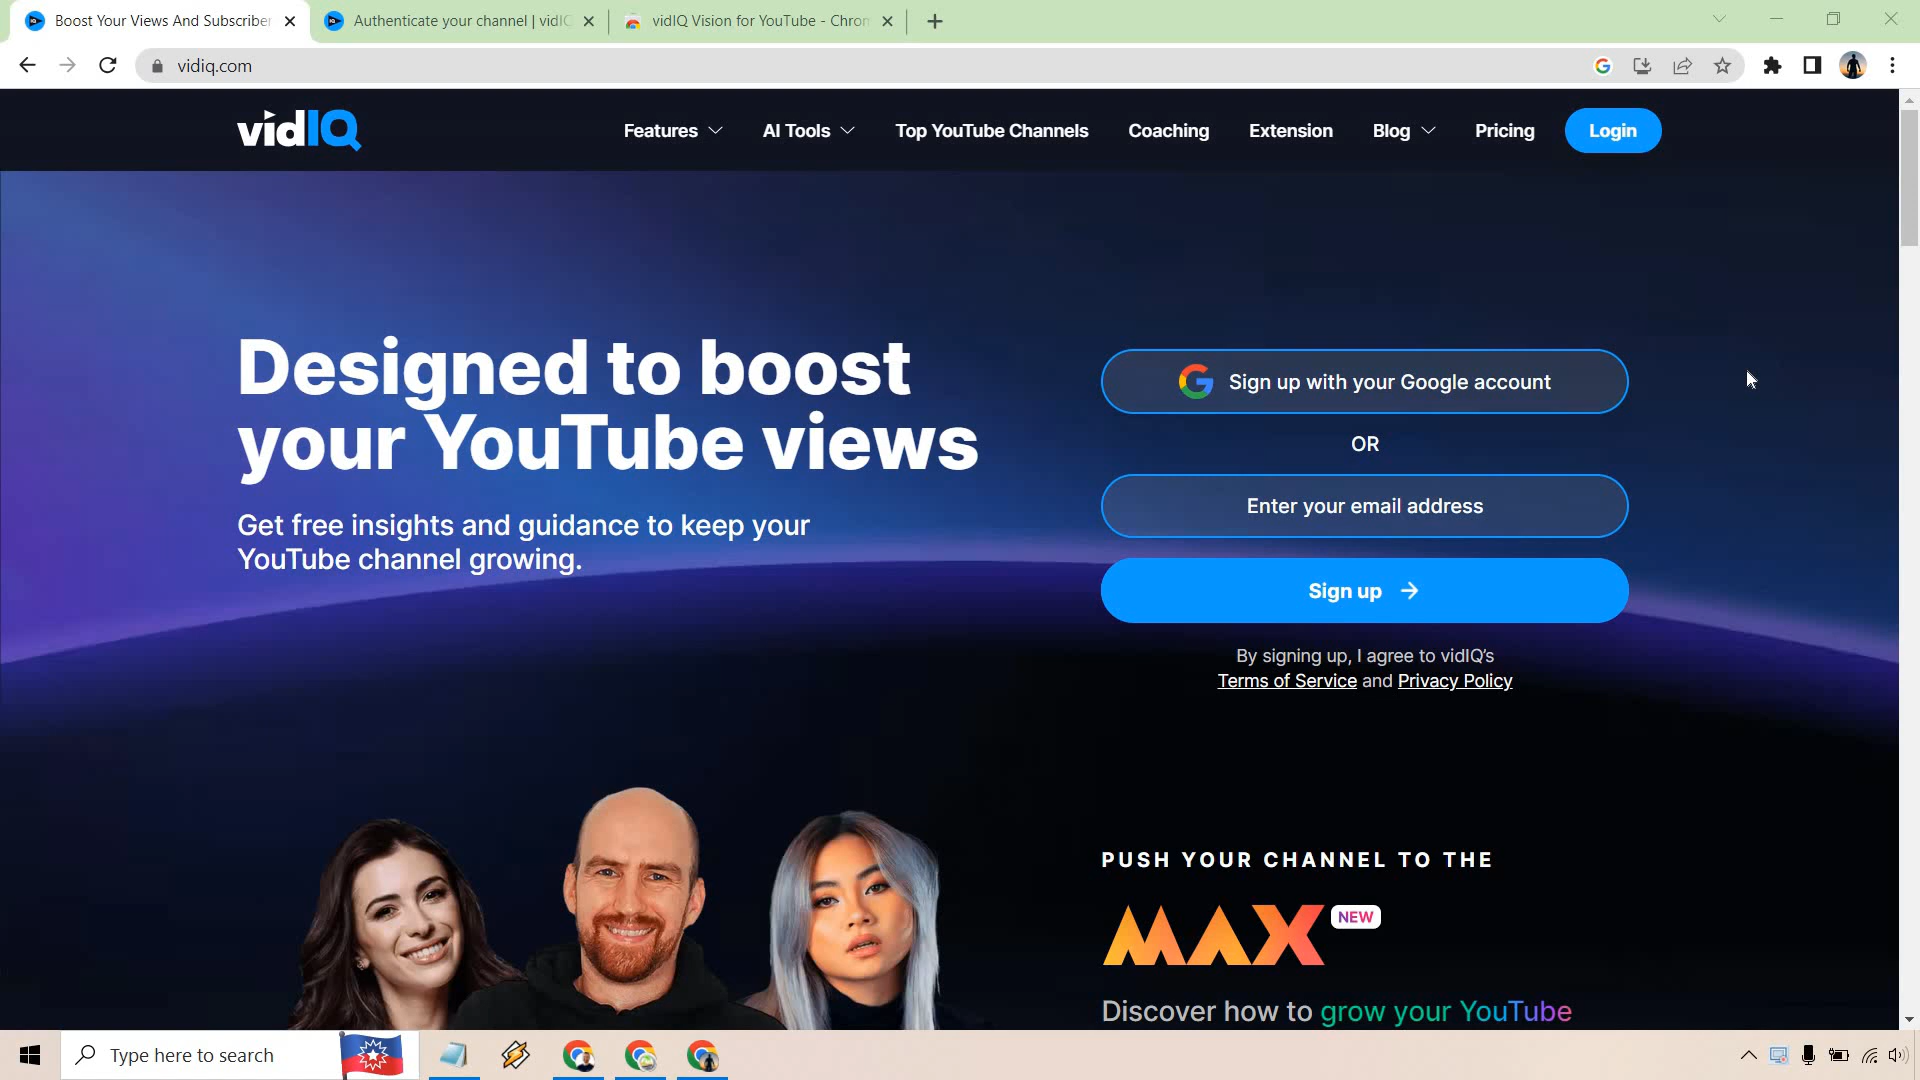 Boost Your Views And Subscriber
Authenticate your channel | vidIQ
vidIQ Vision for YouTube - Chrom
vidiq.com
vidIQ
Features
AI Tools
Top YouTube Channels
Coaching
Extension
Blog
Pricing
Login
Designed to boost
your YouTube views
Get free insights and guidance to keep your
YouTube channel growing.
Sign up with your Google account
OR
Enter your email address
Sign up
By signing up, I agree to vidIQ's
Terms of Service and Privacy Policy
PUSH YOUR CHANNEL TO THE
MAX NEW
Discover how to grow your YouTube
Type here to search